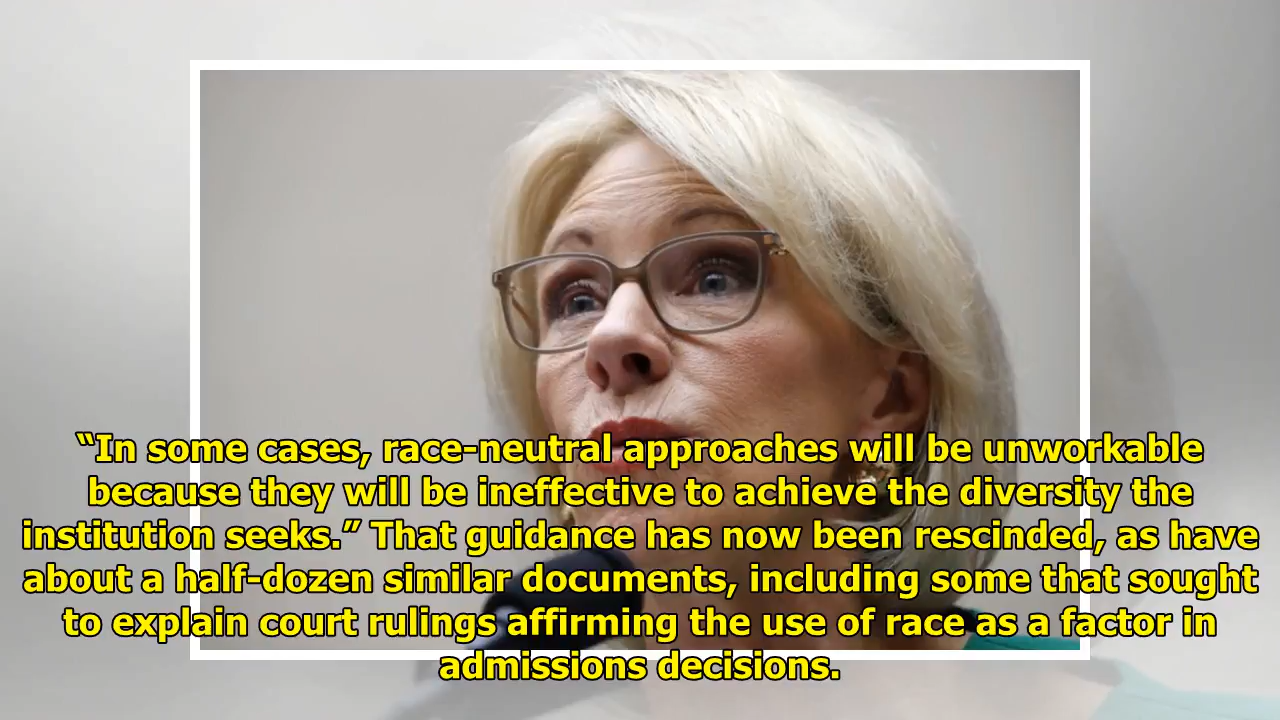 “In some cases, race-neutral approaches will be unworkable
because they will be ineffective to achieve the diversity the
institution seeks.” That guidance has now been rescinded, as have
about a half-dozen similar documents, including some that sought
to explain court rulings affirming the use of race as a factor in
admissions decisions.